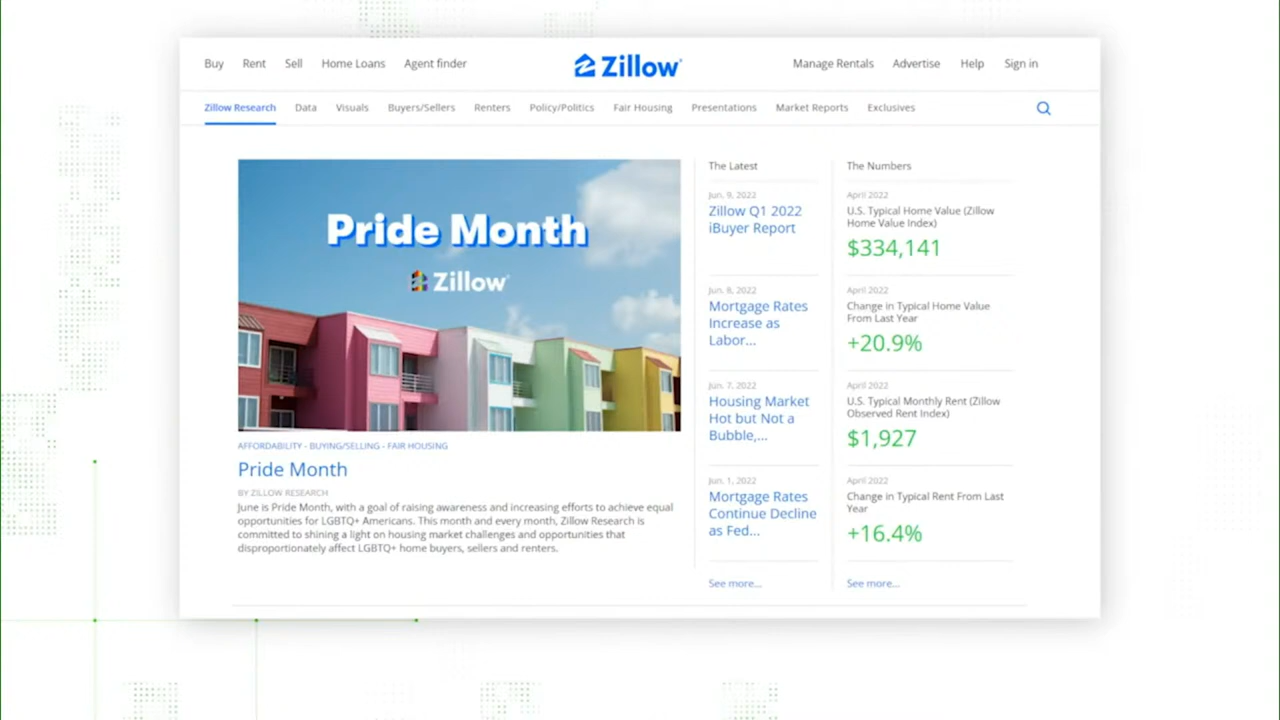 Buy Rent Sell Home Loans Agent finder Zillow Manage Rentals Advertise Help Sign in
Zillow Research Data Visuals Buyers/Sellers Renters Policy/Politics Fair Housing Presentations Market Reports Exclusives
Pride Month
Zillow
AFFORDABILITY - BUYING/SELLING - FAIR HOUSING
Pride Month
BY ZILLOW RESEARCH
June is Pride Month, with a goal of raising awareness and increasing efforts to achieve equal
opportunities for LGBTQ+ Americans. This month and every month, Zillow Research is
committed to shining a light on housing market challenges and opportunities that
disproportionately affect LGBTQ+ home buyers, sellers and renters.
The Latest
Jun. 9, 2022
Zillow Q1 2022
iBuyer Report
Jun. 8, 2022
Mortgage Rates
Increase as
Labor...
Jun. 7, 2022
Housing Market
Hot but Not a
Bubble,...
Jun. 1, 2022
Mortgage Rates
Continue Decline
as Fed...
See more...
The Numbers
April 2022
U.S. Typical Home Value (Zillow
Home Value Index)
$334,141
April 2022
Change in Typical Home Value
From Last Year
+20.9%
April 2022
U.S. Typical Monthly Rent (Zillow
Observed Rent Index)
$1,927
April 2022
Change in Typical Rent From Last
Year
+16.4%
See more...